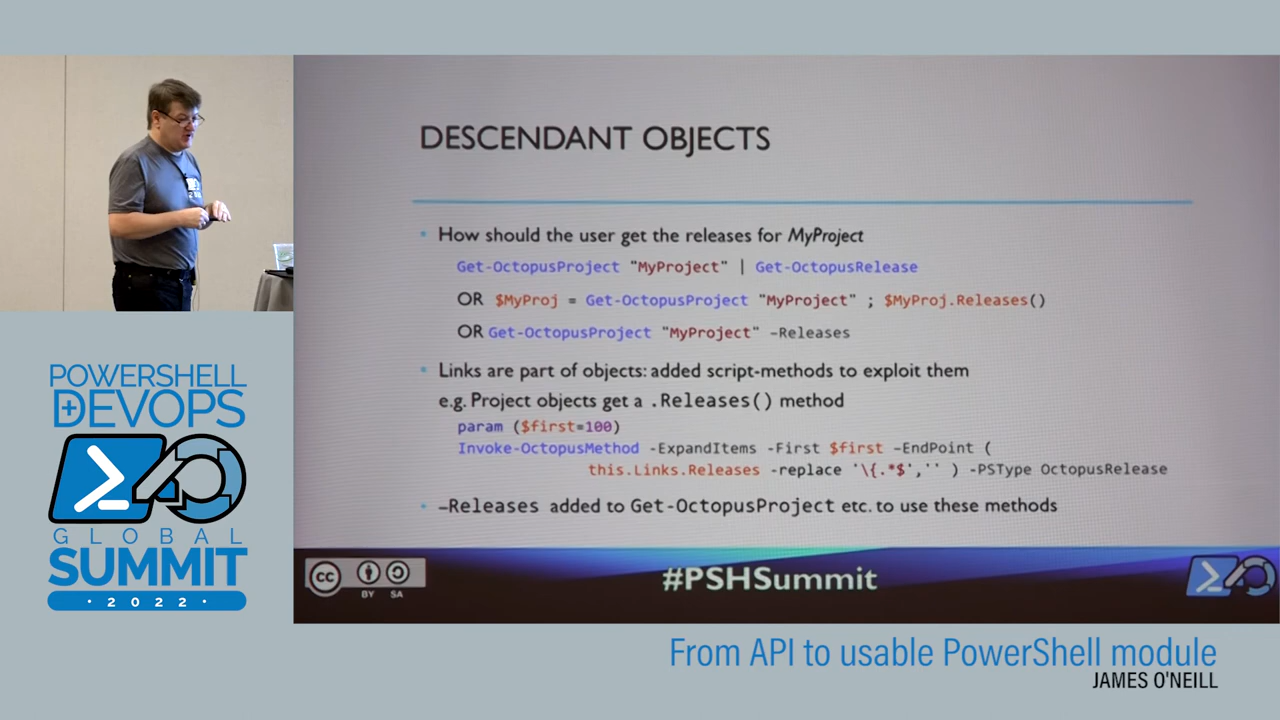 DESCENDANT OBJECTS
• How should the user get the releases for MyProject
Get-OctopusProject "MyProject" | Get-OctopusRelease
OR $MyProj = Get-OctopusProject "MyProject" ; $MyProj.Releases()
OR Get-OctopusProject "MyProject" –Releases
• Links are part of objects: added script-methods to exploit them
e.g. Project objects get a .Releases() method
param ($first=100)
Invoke-OctopusMethod -ExpandItems -First $first –EndPoint (
this.Links.Releases -replace '\{.*$','' ) -PSType OctopusRelease
• –Releases added to Get-OctopusProject etc. to use these methods
cc BY SA
#PSHSummit
POWERSHELL
+DEVOPS
GLOBAL
SUMMIT
· 2022 ·
From API to usable PowerShell module
JAMES O'NEILL